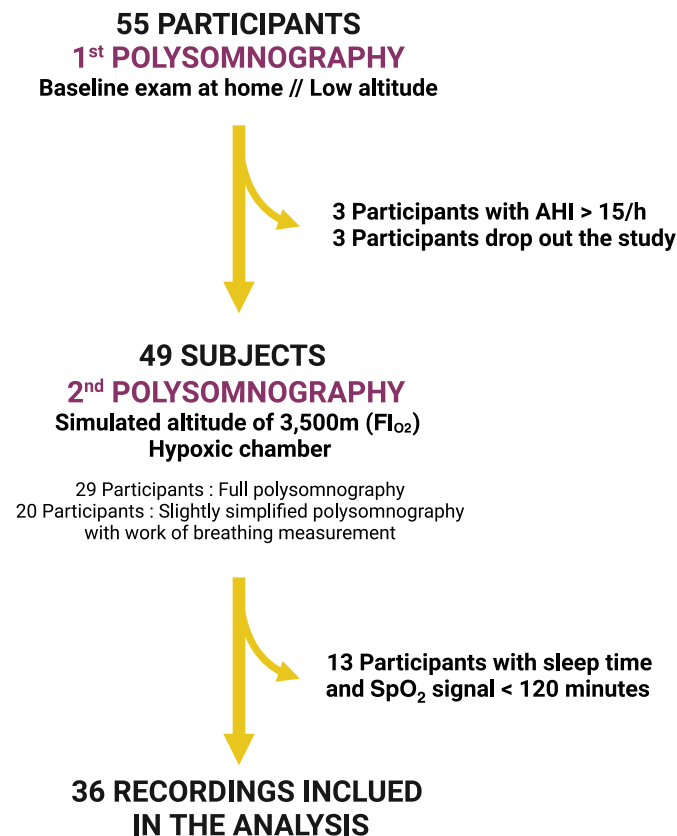 55 PARTICIPANTS
1st POLYSOMNOGRAPHY
Baseline exam at home // Low altitude
3 Participants with AHI > 15/h
3 Participants drop out the study
49 SUBJECTS
2nd POLYSOMNOGRAPHY
Simulated altitude of 3,500m (FIO2)
Hypoxic chamber
29 Participants : Full polysomnography
20 Participants : Slightly simplified polysomnography
with work of breathing measurement
13 Participants with sleep time
and SpO2 signal < 120 minutes
36 RECORDINGS INCLUED
IN THE ANALYSIS